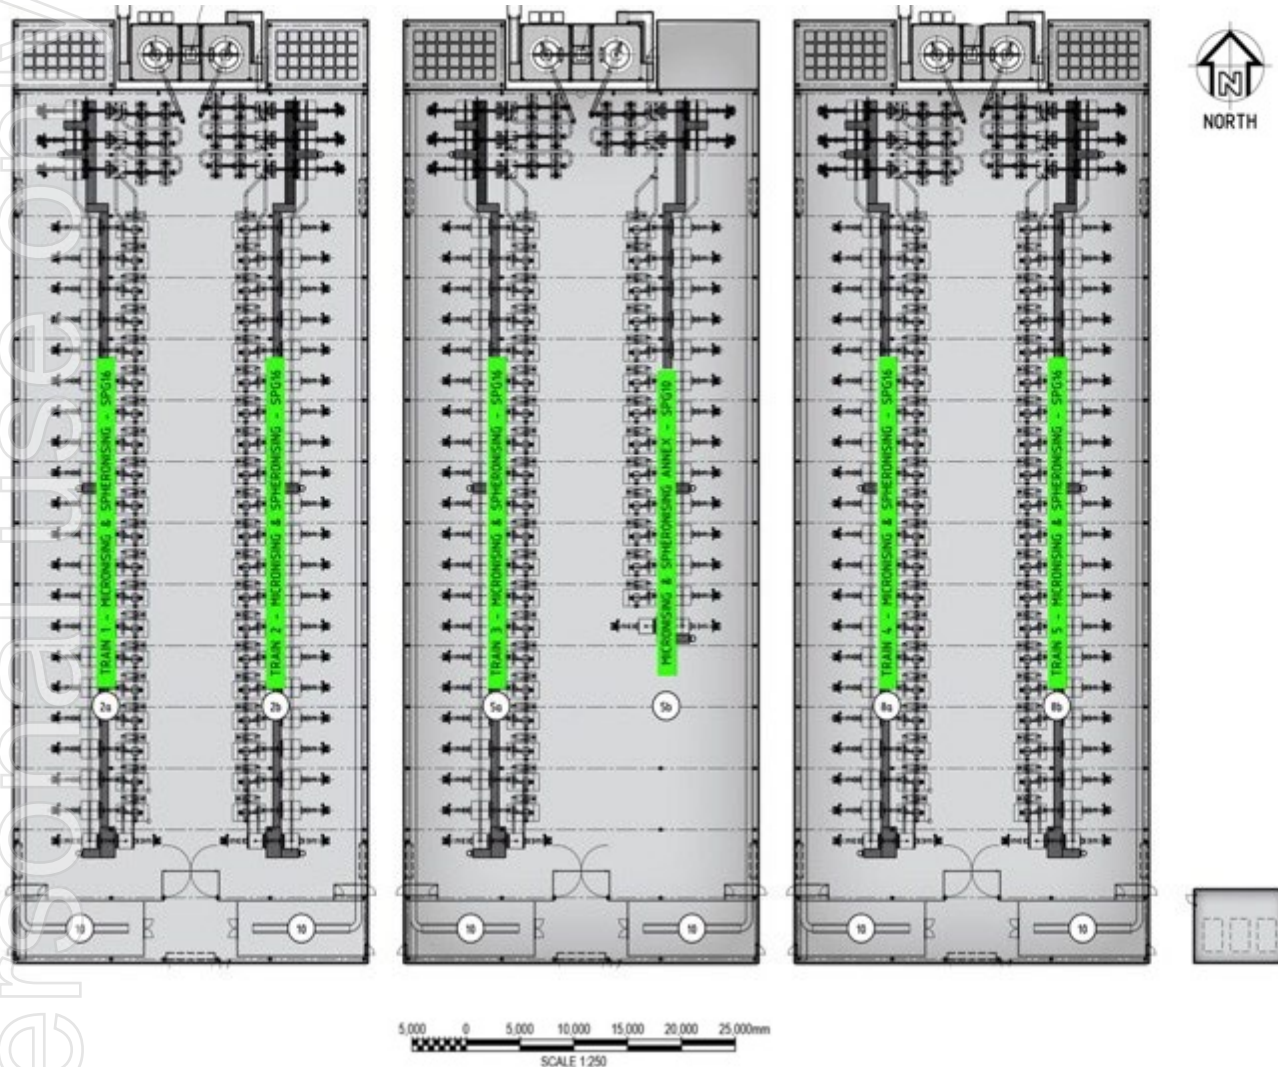 NORTH
N
TRAIN 1 - MICRONISING & SPHERONISING - SPG16
TRAIN 2 - MICRONISING & SPHERONISING - SPG16
TRAIN 3 - MICRONISING & SPHERONISING - SPG16
MICRONISING & SPHERONISING ANNEX - SPG10
TRAIN 4 - MICRONISING & SPHERONISING - SPG16
TRAIN 5 - MICRONISING & SPHERONISING - SPG16
2a
2b
5a
5b
8a
8b
10
10
10
10
10
10
5,000 0 5,000 10,000 15,000 20,000 25,000mm
SCALE 1:250
ersonal use only